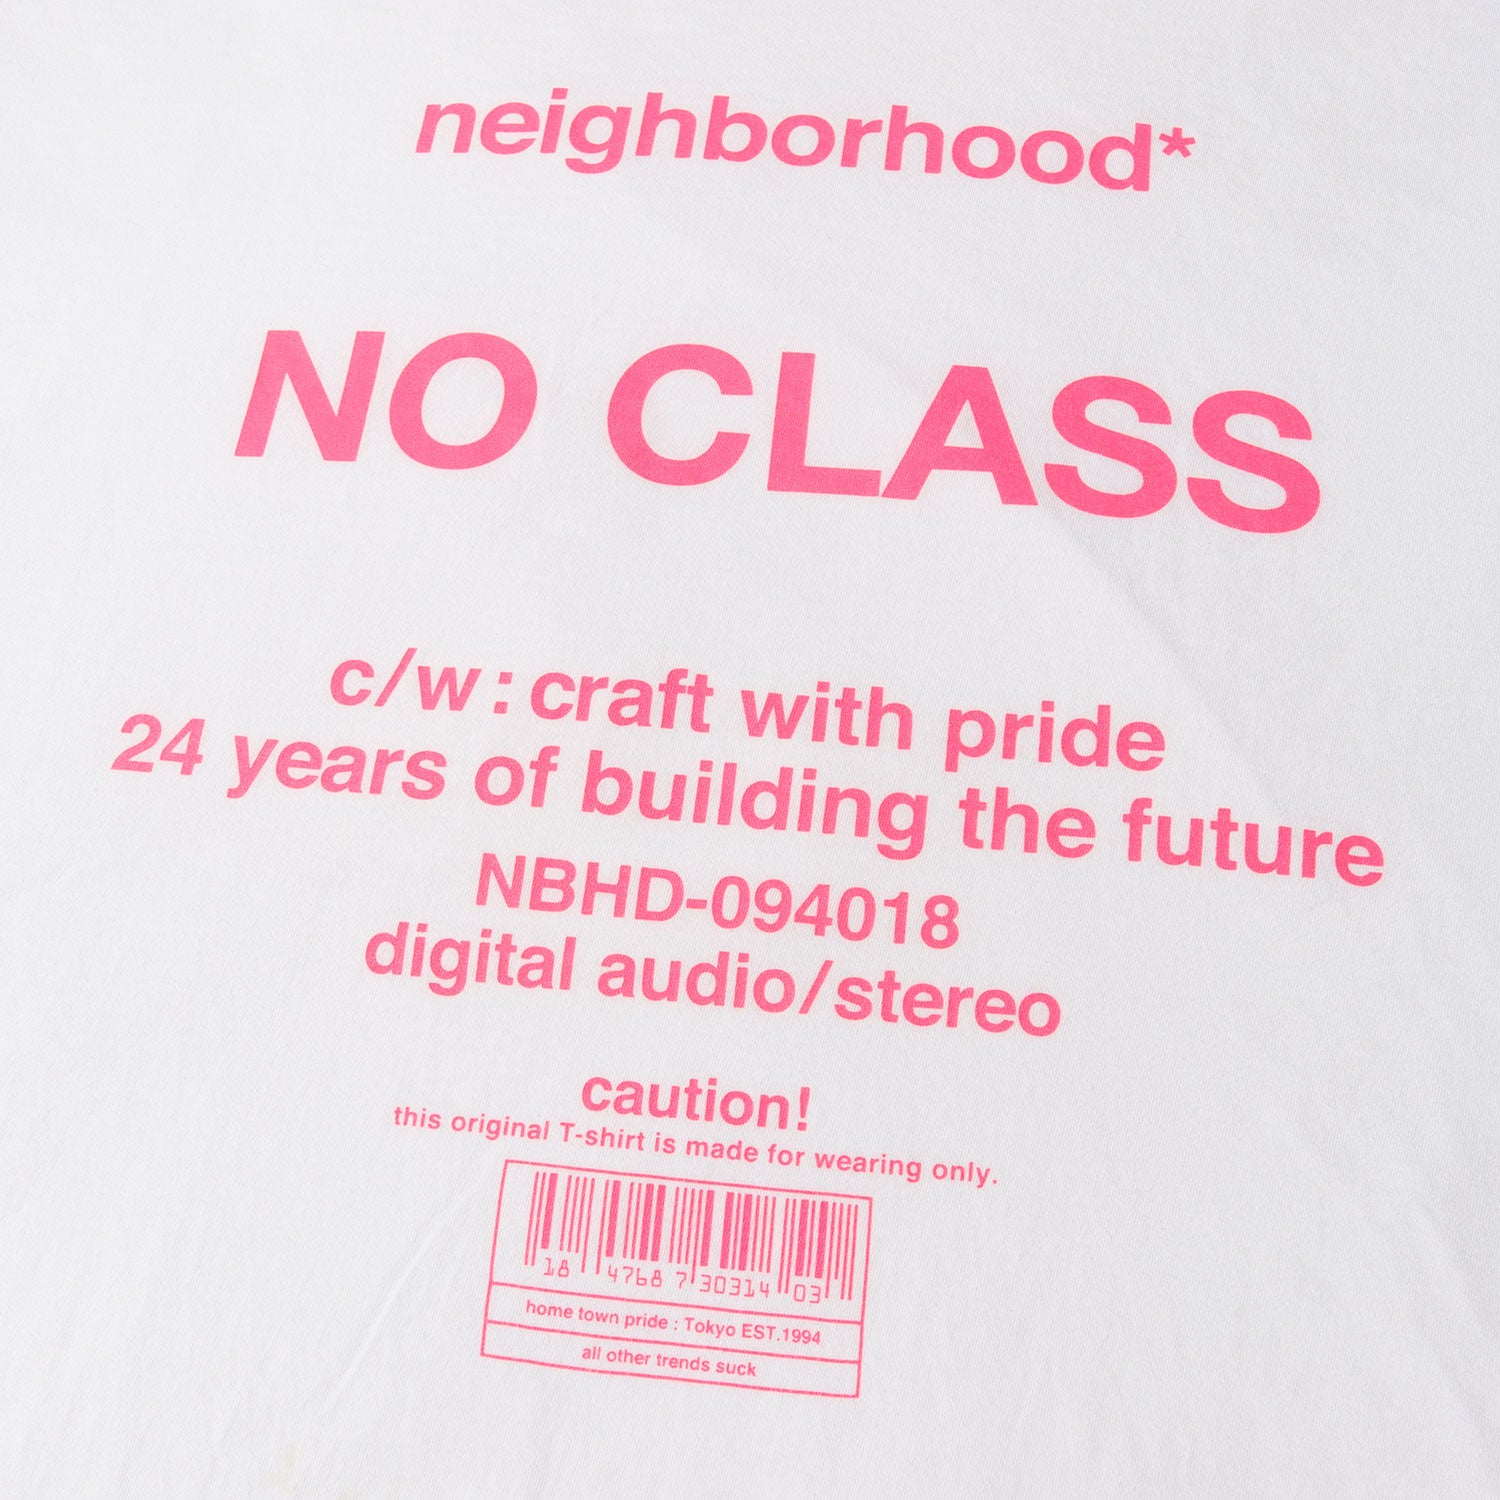 neighborhood*
NO CLASS
c/w : craft with pride
24 years of building the future
NBHD-094018
digital audio/stereo
caution!
this original T-shirt is made for wearing only.
18 4768 7 30314 03
home town pride : Tokyo EST.1994
all other trends suck